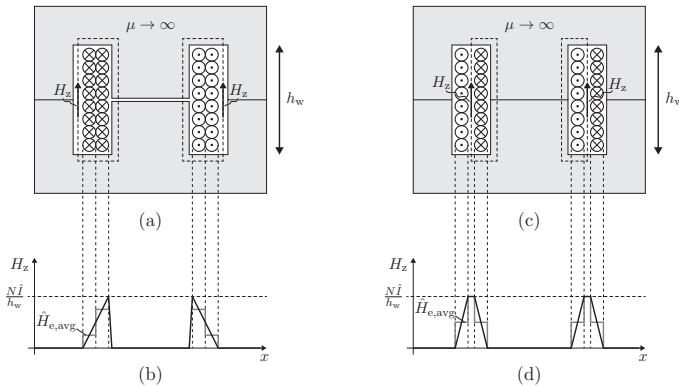 μ → ∞
H_z
H_z
h_w
(a)
H_z
NÎ
h_w
Ĥ_e,avg
x
(b)
μ → ∞
H_z
H_z
h_w
(c)
H_z
NÎ
h_w
Ĥ_e,avg
x
(d)